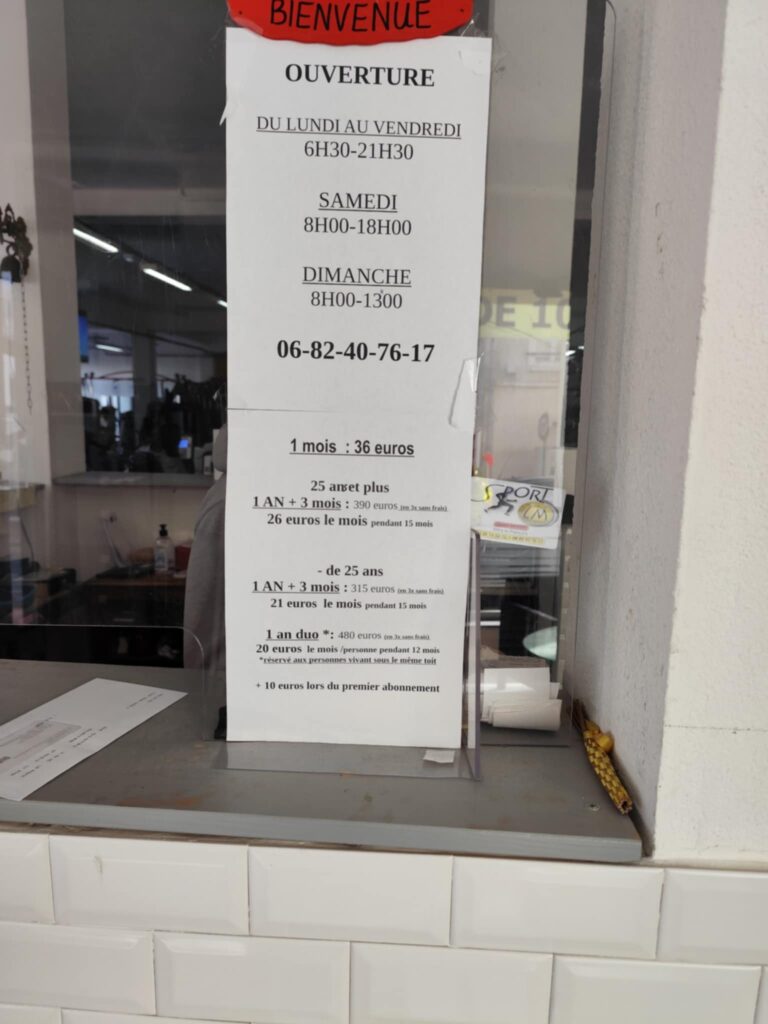 BIENVENUE
OUVERTURE
DU LUNDI AU VENDREDI
6H30-21H30
SAMEDI
8H00-18H00
DIMANCHE
8H00-1300
06-82-40-76-17
1 mois : 36 euros
25 ans et plus
1 AN + 3 mois : 390 euros (en 3x sans frais)
26 euros le mois pendant 15 mois
- de 25 ans
1 AN + 3 mois : 315 euros (en 3x sans frais)
21 euros le mois pendant 15 mois
1 an duo *: 480 euros (en 3x sans frais)
20 euros le mois /personne pendant 12 mois
*réservé aux personnes vivant sous le même toit
+ 10 euros lors du premier abonnement
DE 10
SPORT
LM